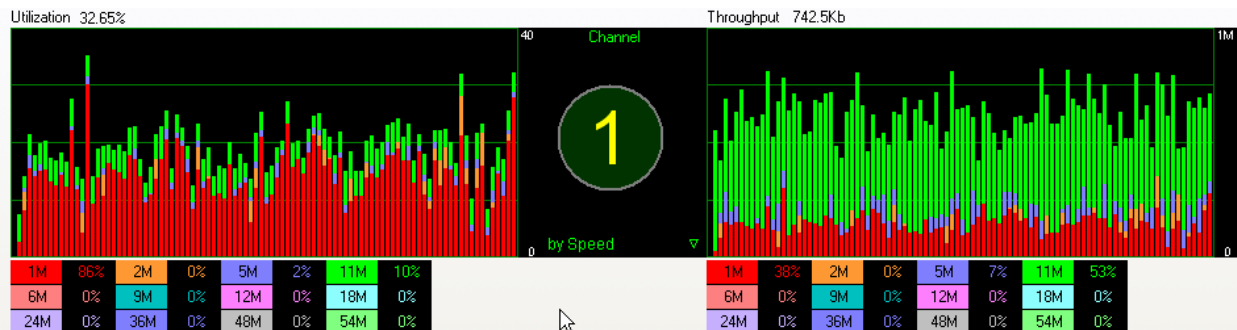 Utilization 32.65%
Throughput 742.5Kb
40
Channel
1M
1
0
by Speed
0
1M 86% 2M 0% 5M 2% 11M 10%
6M 0% 9M 0% 12M 0% 18M 0%
24M 0% 36M 0% 48M 0% 54M 0%
1M 38% 2M 0% 5M 7% 11M 53%
6M 0% 9M 0% 12M 0% 18M 0%
24M 0% 36M 0% 48M 0% 54M 0%